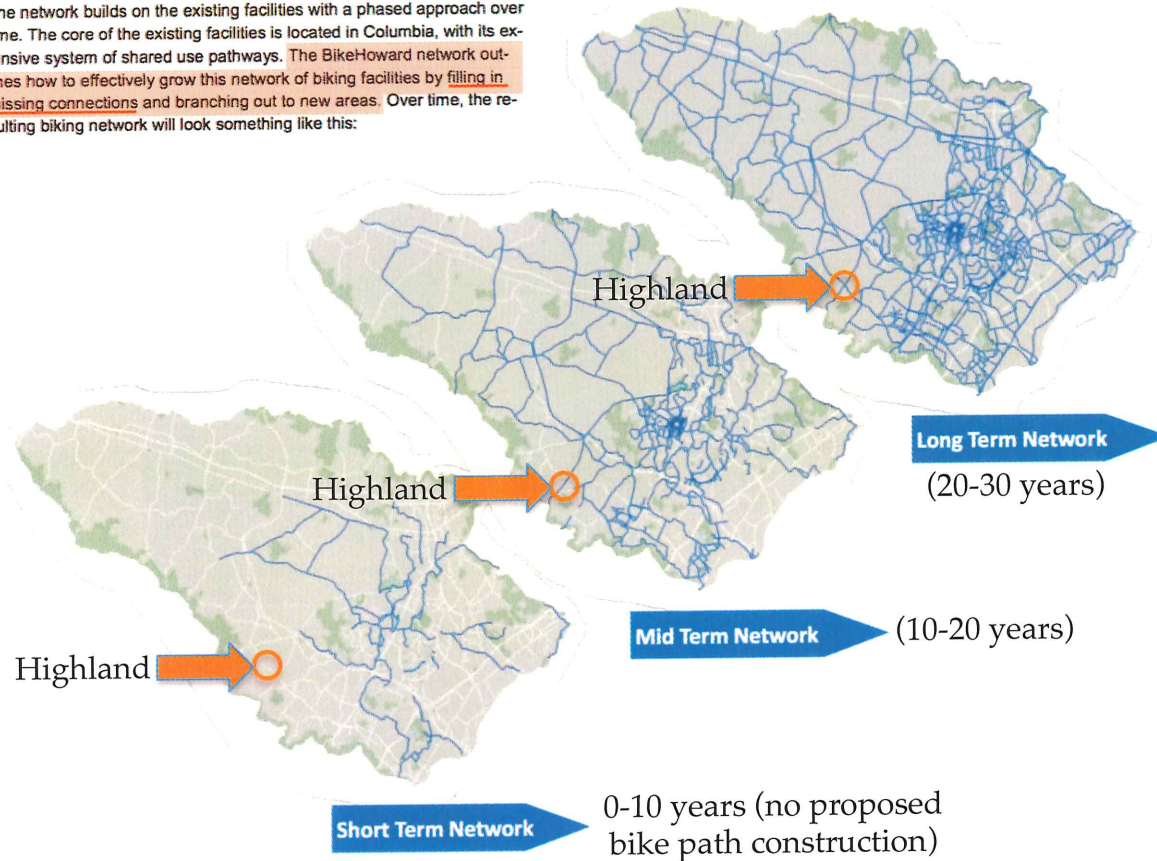 ne network builds on the existing facilities with a phased approach over
me. The core of the existing facilities is located in Columbia, with its ex-
nsive system of shared use pathways. The BikeHoward network out-
nes how to effectively grow this network of biking facilities by filling in
issing connections and branching out to new areas. Over time, the re-
ulting biking network will look something like this:
Highland
Long Term Network
(20-30 years)
Highland
Mid Term Network
(10-20 years)
Highland
Short Term Network
0-10 years (no proposed
bike path construction)